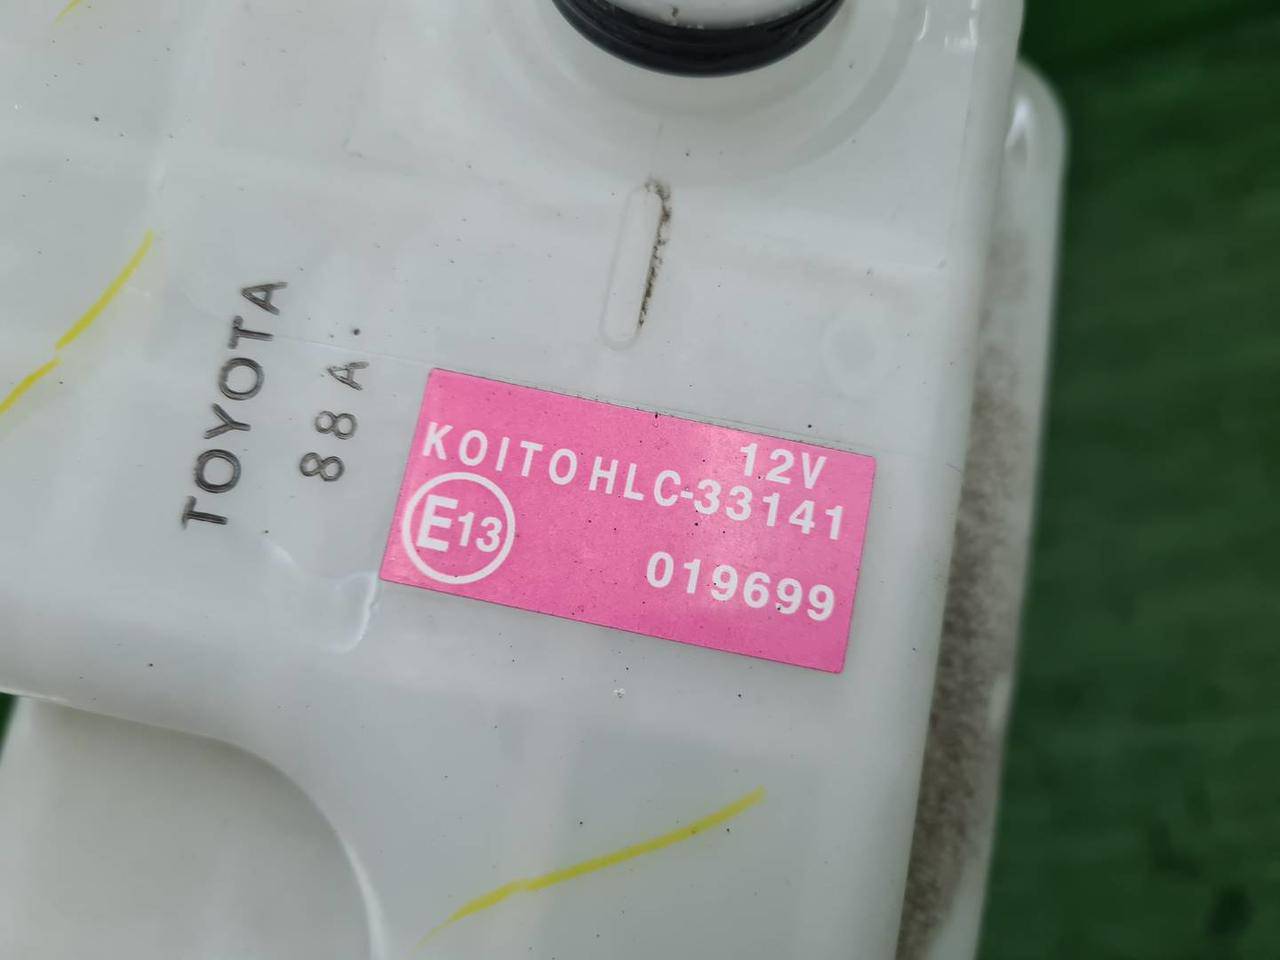 TOYOTA
88A.
12V
KOITO HLC-33141
E13
019699